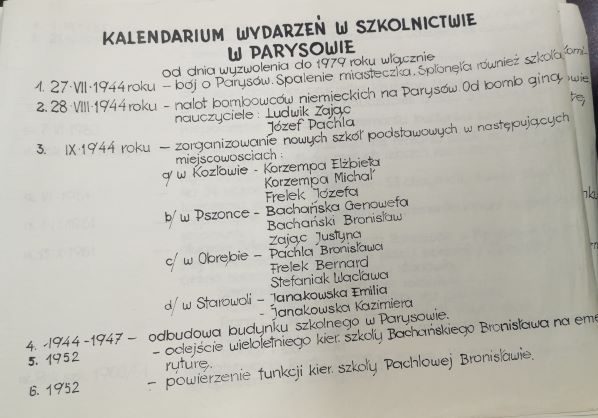 KALENDARIUM WYDARZEŃ W SZKOLNICTWIE
W PARYSOWIE
od dnia wyzwolenia do 1979 roku włącznie
1. 27·VII·1944 roku – bój o Parysów. Spalenie miasteczka. Spłonęła również szkoła
2. 28·VIII·1944 roku – nalot bombowców niemieckich na Parysów. Od bomb giną
nauczyciele: Ludwik Zając
Józef Pachla
3. IX·1944 roku – zorganizowanie nowych szkół podstawowych w następujących
miejscowościach:
a/ w Kozłowie – Korzempa Elżbieta
Korzempa Michał
Frelek Józefa
b/ w Pszonce – Bachańska Genowefa
Bachański Bronisław
Zając Justyna
c/ w Obrębie – Pachla Bronisława
Frelek Bernard
Stefaniak Wacława
d/ w Starowoli – Janakowska Emilia
– Janakowska Kazimiera
4. -1944-1947 – odbudowa budynku szkolnego w Parysowie.
5. 1952 – odejście wieloletniego kier. szkoły Bachańskiego Bronisława na eme
ryturę.
6. 1952 – powierzenie funkcji kier. szkoły Pachlowej Bronisławie.